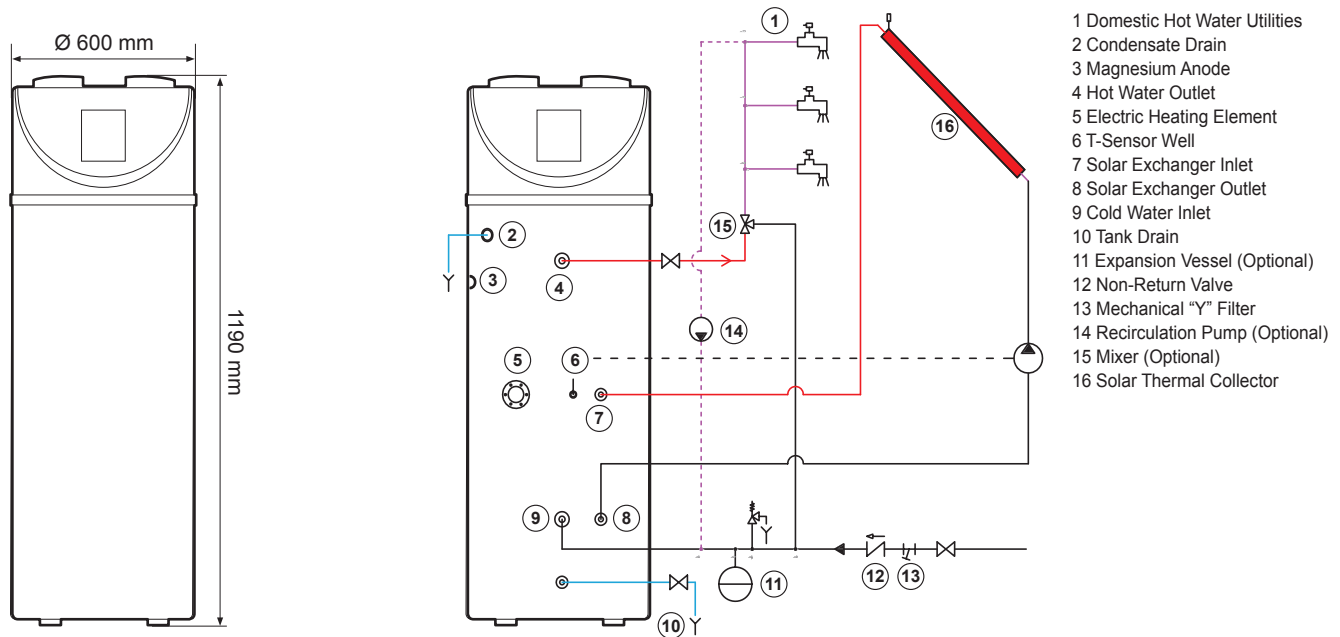 Ø 600 mm
1190 mm
1
2
3
4
5
6
7
8
9
10
11
12
13
14
15
16
1 Domestic Hot Water Utilities
2 Condensate Drain
3 Magnesium Anode
4 Hot Water Outlet
5 Electric Heating Element
6 T-Sensor Well
7 Solar Exchanger Inlet
8 Solar Exchanger Outlet
9 Cold Water Inlet
10 Tank Drain
11 Expansion Vessel (Optional)
12 Non-Return Valve
13 Mechanical “Y” Filter
14 Recirculation Pump (Optional)
15 Mixer (Optional)
16 Solar Thermal Collector